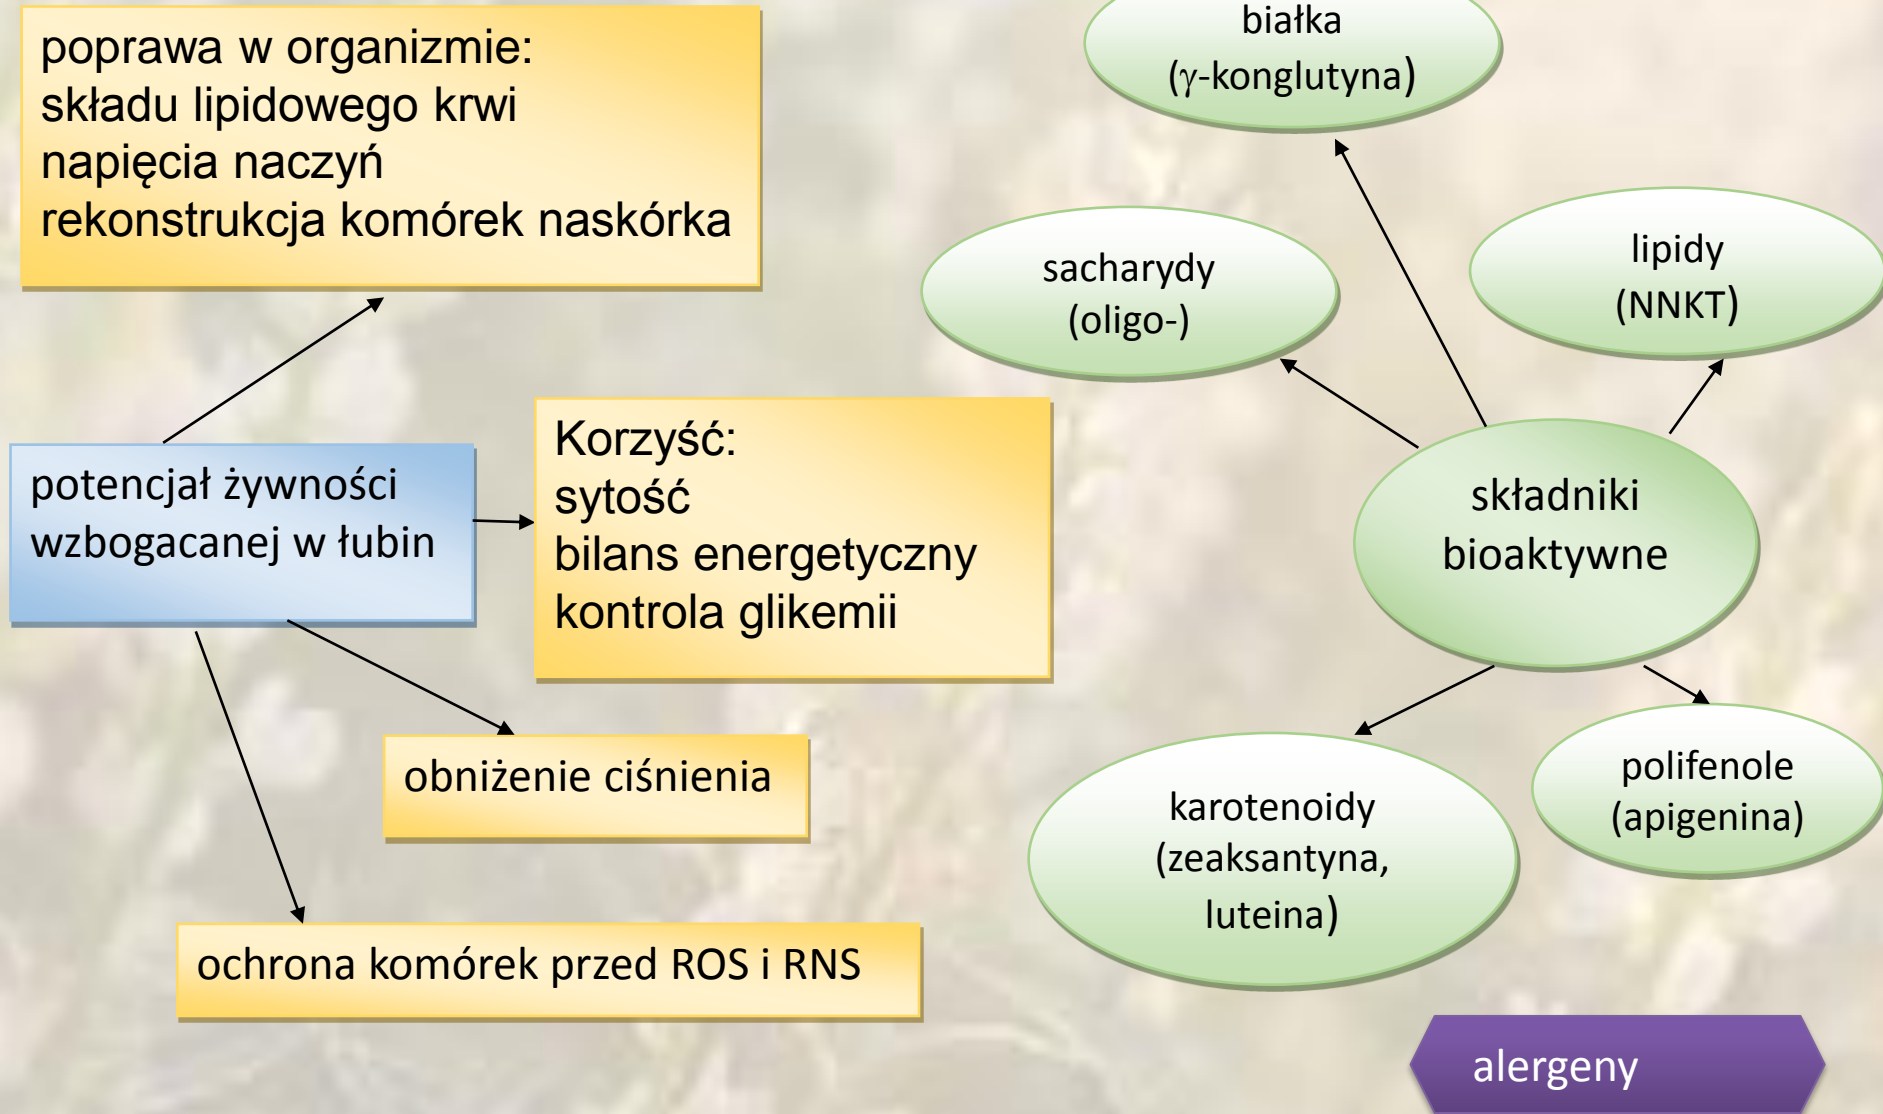 poprawa w organizmie:
składu lipidowego krwi
napięcia naczyń
rekonstrukcja komórek naskórka
potencjał żywności
wzbogacanej w łubin
Korzyść:
sytość
bilans energetyczny
kontrola glikemii
obniżenie ciśnienia
ochrona komórek przed ROS i RNS
białka
(γ-konglutyna)
sacharydy
(oligo-)
lipidy
(NNKT)
składniki
bioaktywne
karotenoidy
(zeaksantyna,
luteina)
polifenole
(apigenina)
alergeny